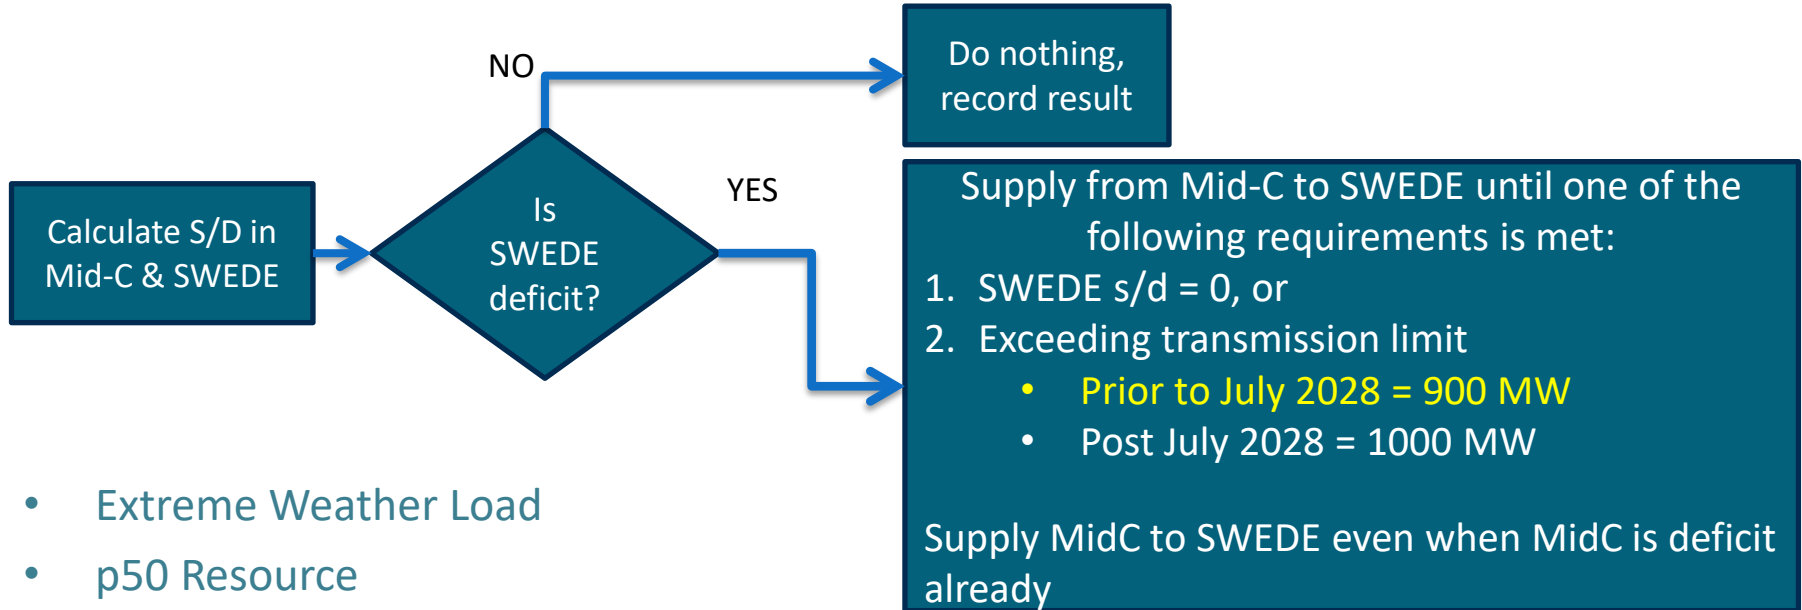 NO
Do nothing,
record result
Calculate S/D in
Mid-C & SWEDE
Is
SWEDE
deficit?
YES
Supply from Mid-C to SWEDE until one of the
following requirements is met:
1. SWEDE s/d = 0, or
2. Exceeding transmission limit
• Prior to July 2028 = 900 MW
• Post July 2028 = 1000 MW
Supply MidC to SWEDE even when MidC is deficit
already
• Extreme Weather Load
• p50 Resource